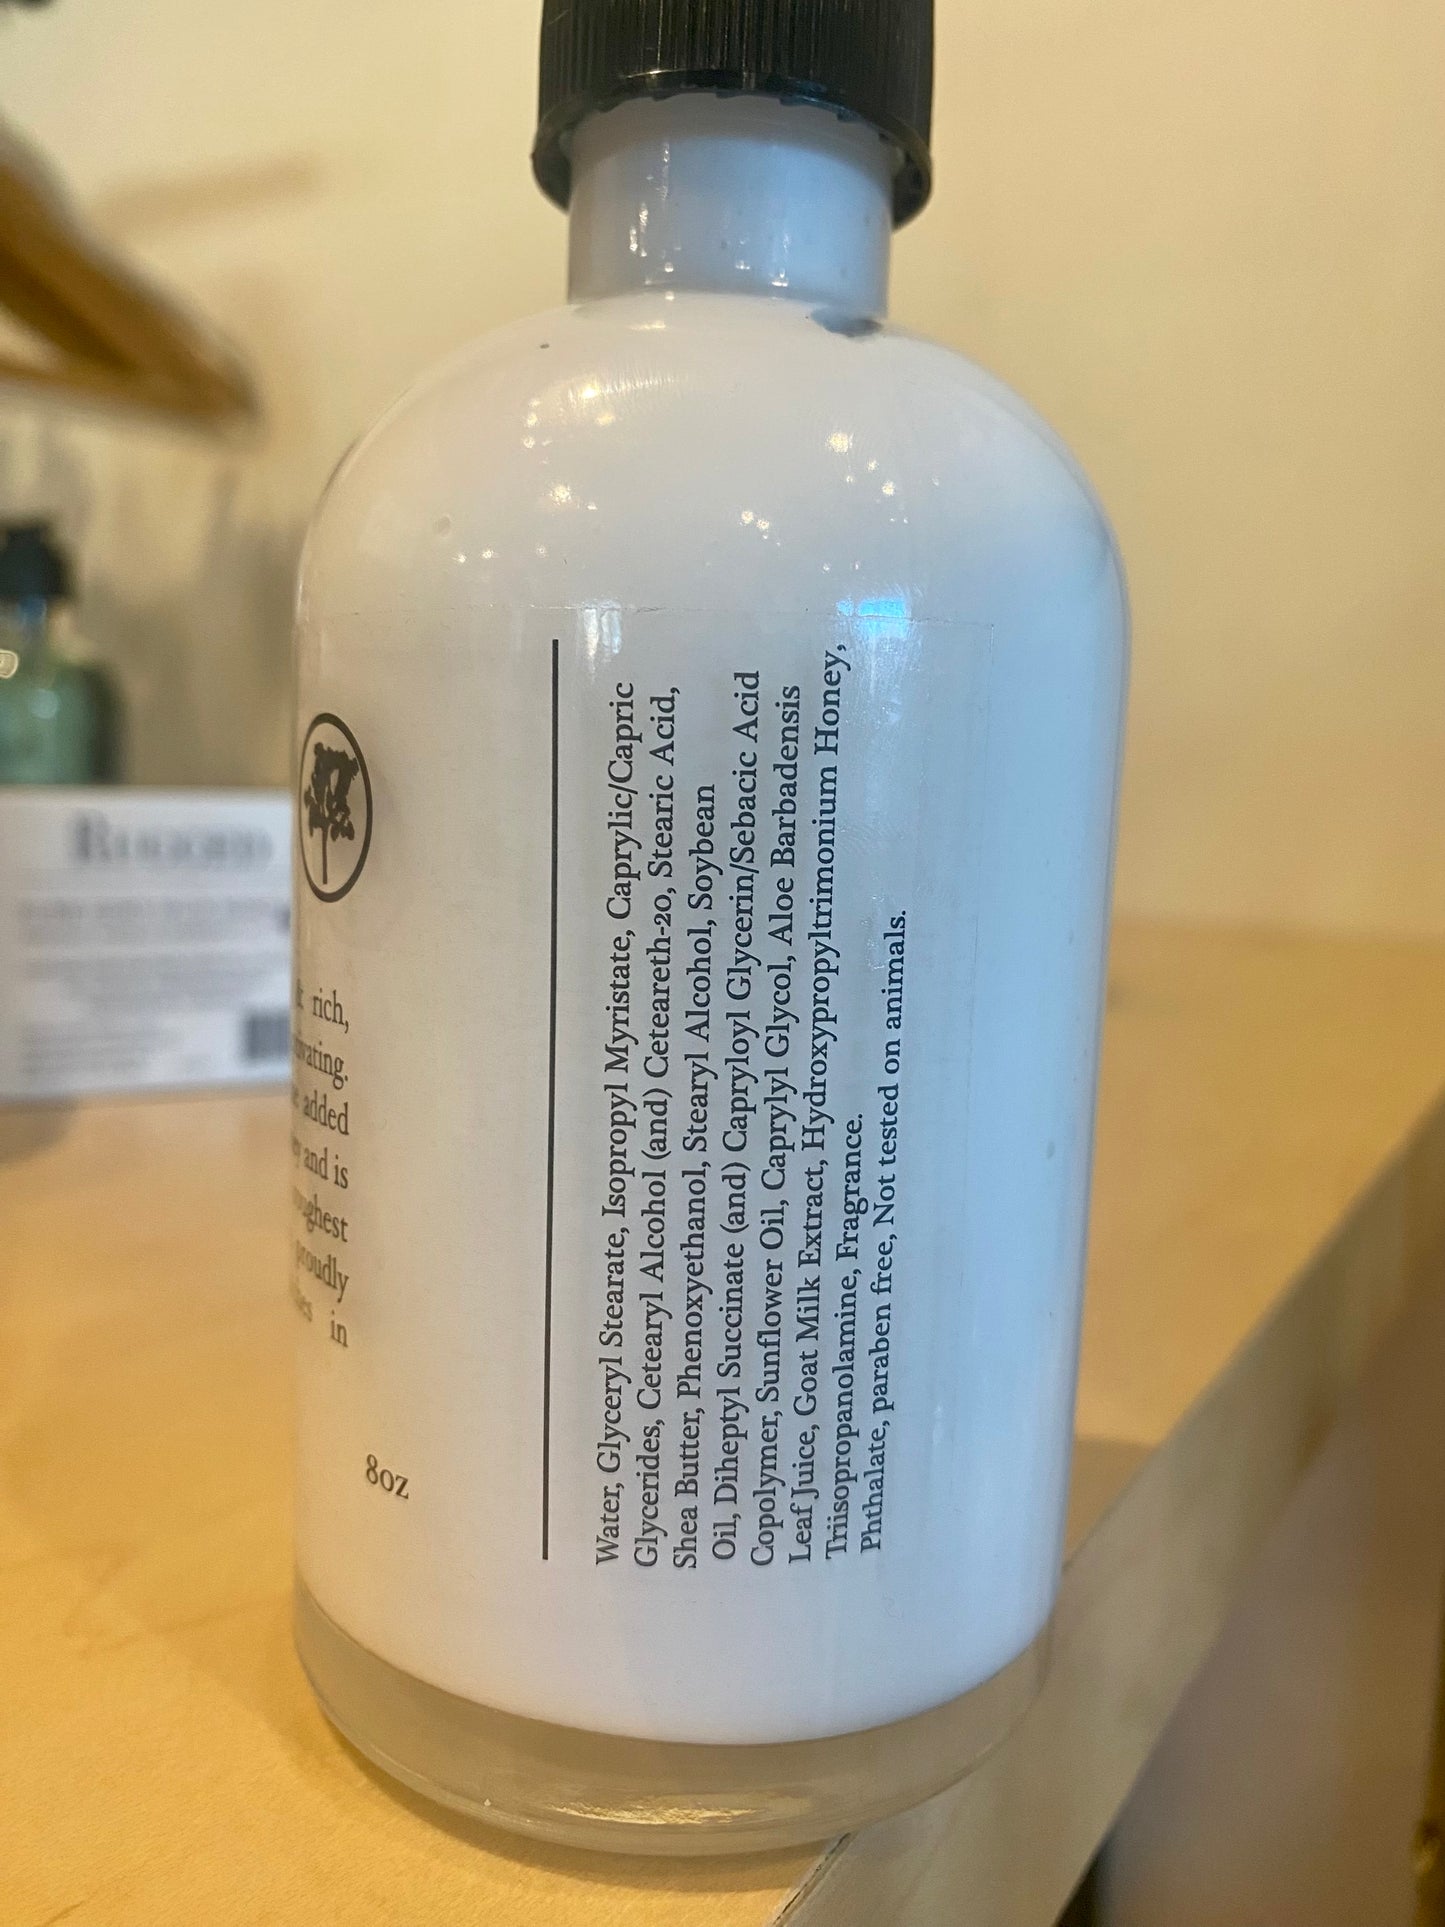 rich,
added
and is
proudly
in
8oz
Water, Glyceryl Stearate, Isopropyl Myristate, Caprylic/Capric
Glycerides, Cetearyl Alcohol (and) Ceteareth-20, Stearic Acid,
Shea Butter, Phenoxyethanol, Stearyl Alcohol, Soybean
Oil, Diheptyl Succinate (and) Capryloyl Glycerin/Sebacic Acid
Copolymer, Sunflower Oil, Caprylyl Glycol, Aloe Barbadensis
Leaf Juice, Goat Milk Extract, Hydroxypropyltrimonium Honey,
Triisopropanolamine, Fragrance.
Phthalate, paraben free, Not tested on animals.